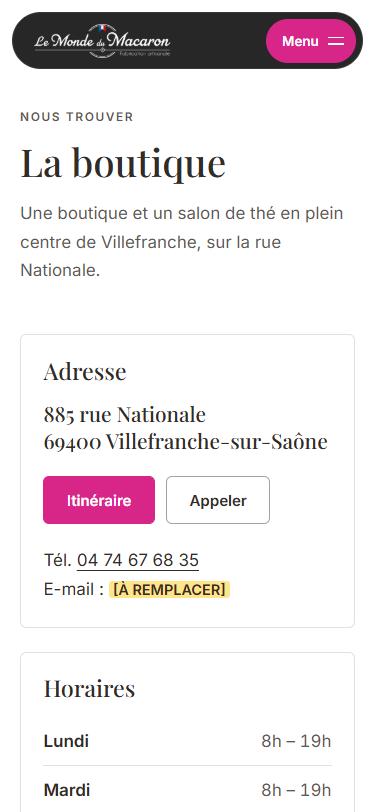 Le Monde du Macaron
Fabrication artisanale
Menu
NOUS TROUVER
La boutique
Une boutique et un salon de thé en plein
centre de Villefranche, sur la rue
Nationale.
Adresse
885 rue Nationale
69400 Villefranche-sur-Saône
Itinéraire
Appeler
Tél. 04 74 67 68 35
E-mail : [À REMPLACER]
Horaires
Lundi 8h – 19h
Mardi 8h – 19h